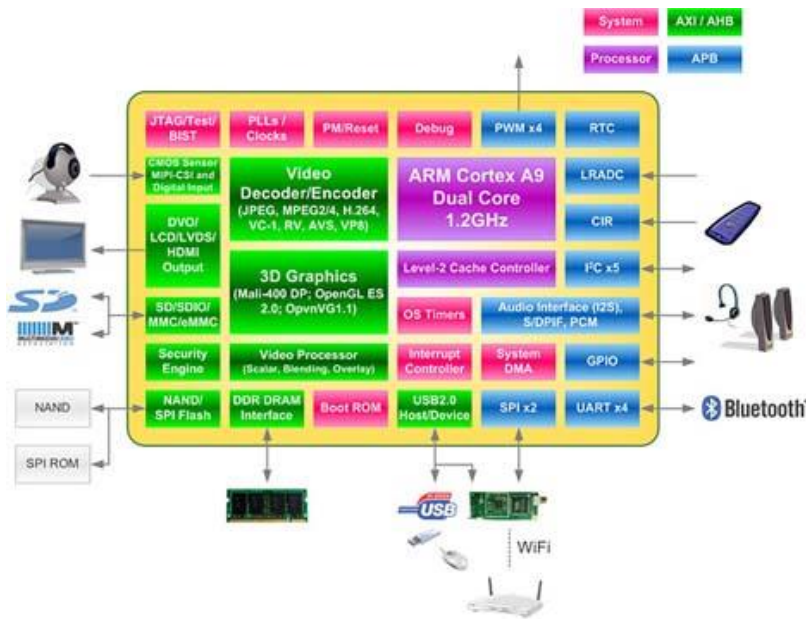 System
AXI / AHB
Processor
APB
JTAG/Test/
BIST
PLLs /
Clocks
PM/Reset
Debug
PWM x4
RTC
CMOS Sensor
MIPI-CSI and
Digital Input
Video
Decoder/Encoder
(JPEG, MPEG2/4, H.264,
VC-1, RV, AVS, VP8)
ARM Cortex A9
Dual Core
1.2GHz
LRADC
CIR
DVO/
LCD/LVDS/
HDMI
Output
3D Graphics
(Mali-400 DP; OpenGL ES
2.0; OpvnVG1.1)
Level-2 Cache Controller
I²C x5
SD/SDIO/
MMC/eMMC
OS Timers
Audio Interface (I2S),
S/DPIF, PCM
Security
Engine
Video Processor
(Scalar, Blending, Overlay)
Interrupt
Controller
System
DMA
GPIO
NAND/
SPI Flash
DDR DRAM
Interface
Boot ROM
USB2.0
Host/Device
SPI x2
UART x4
SD
NAND
SPI ROM
Bluetooth
USB
WiFi